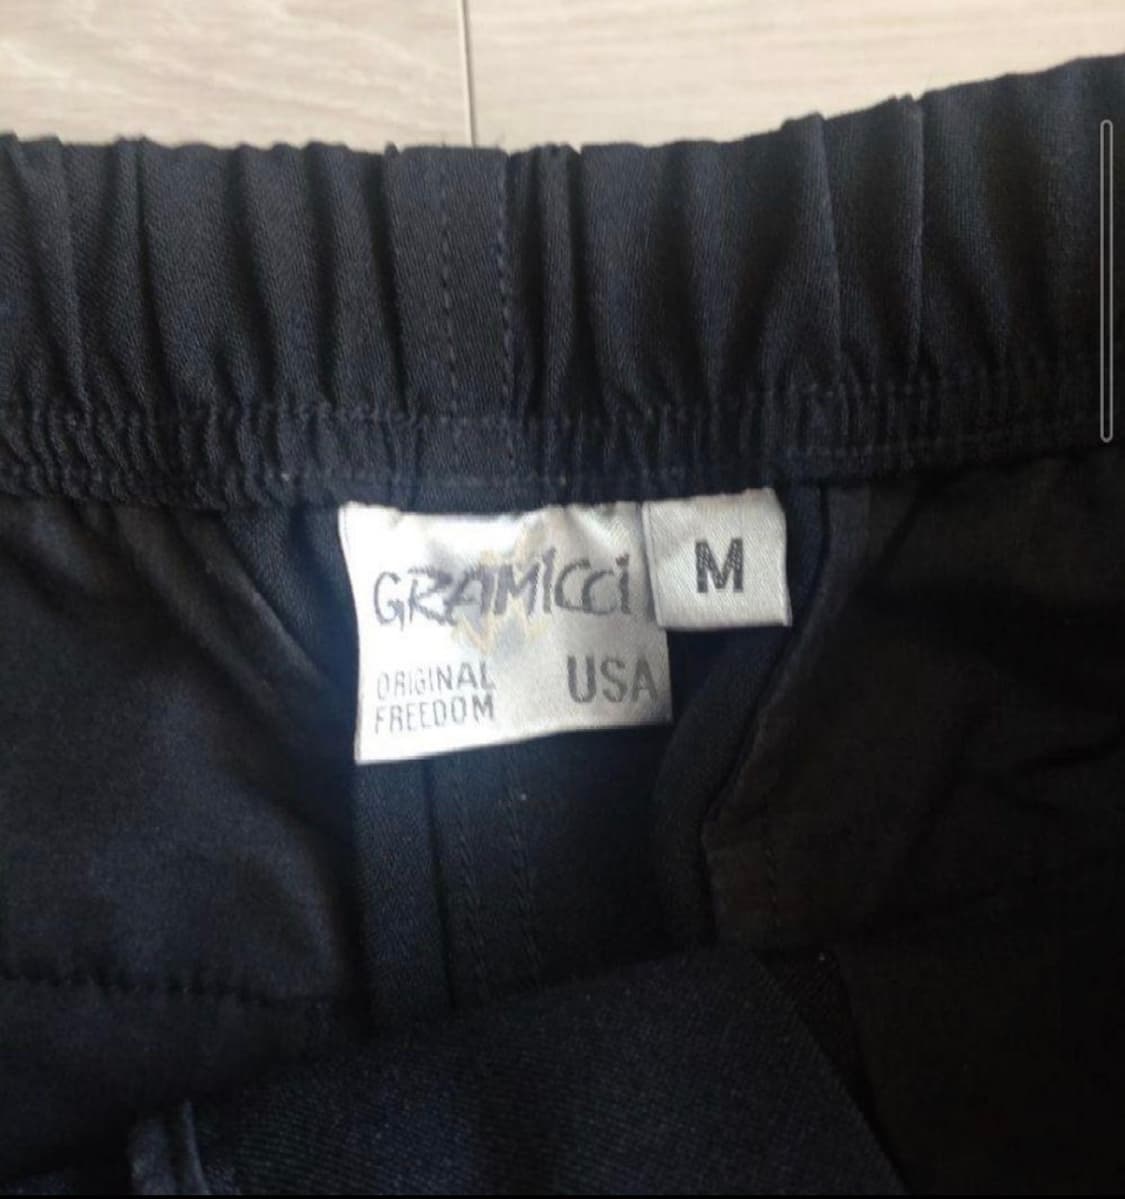 GRAMICCi
M
ORIGINAL
FREEDOM
USA